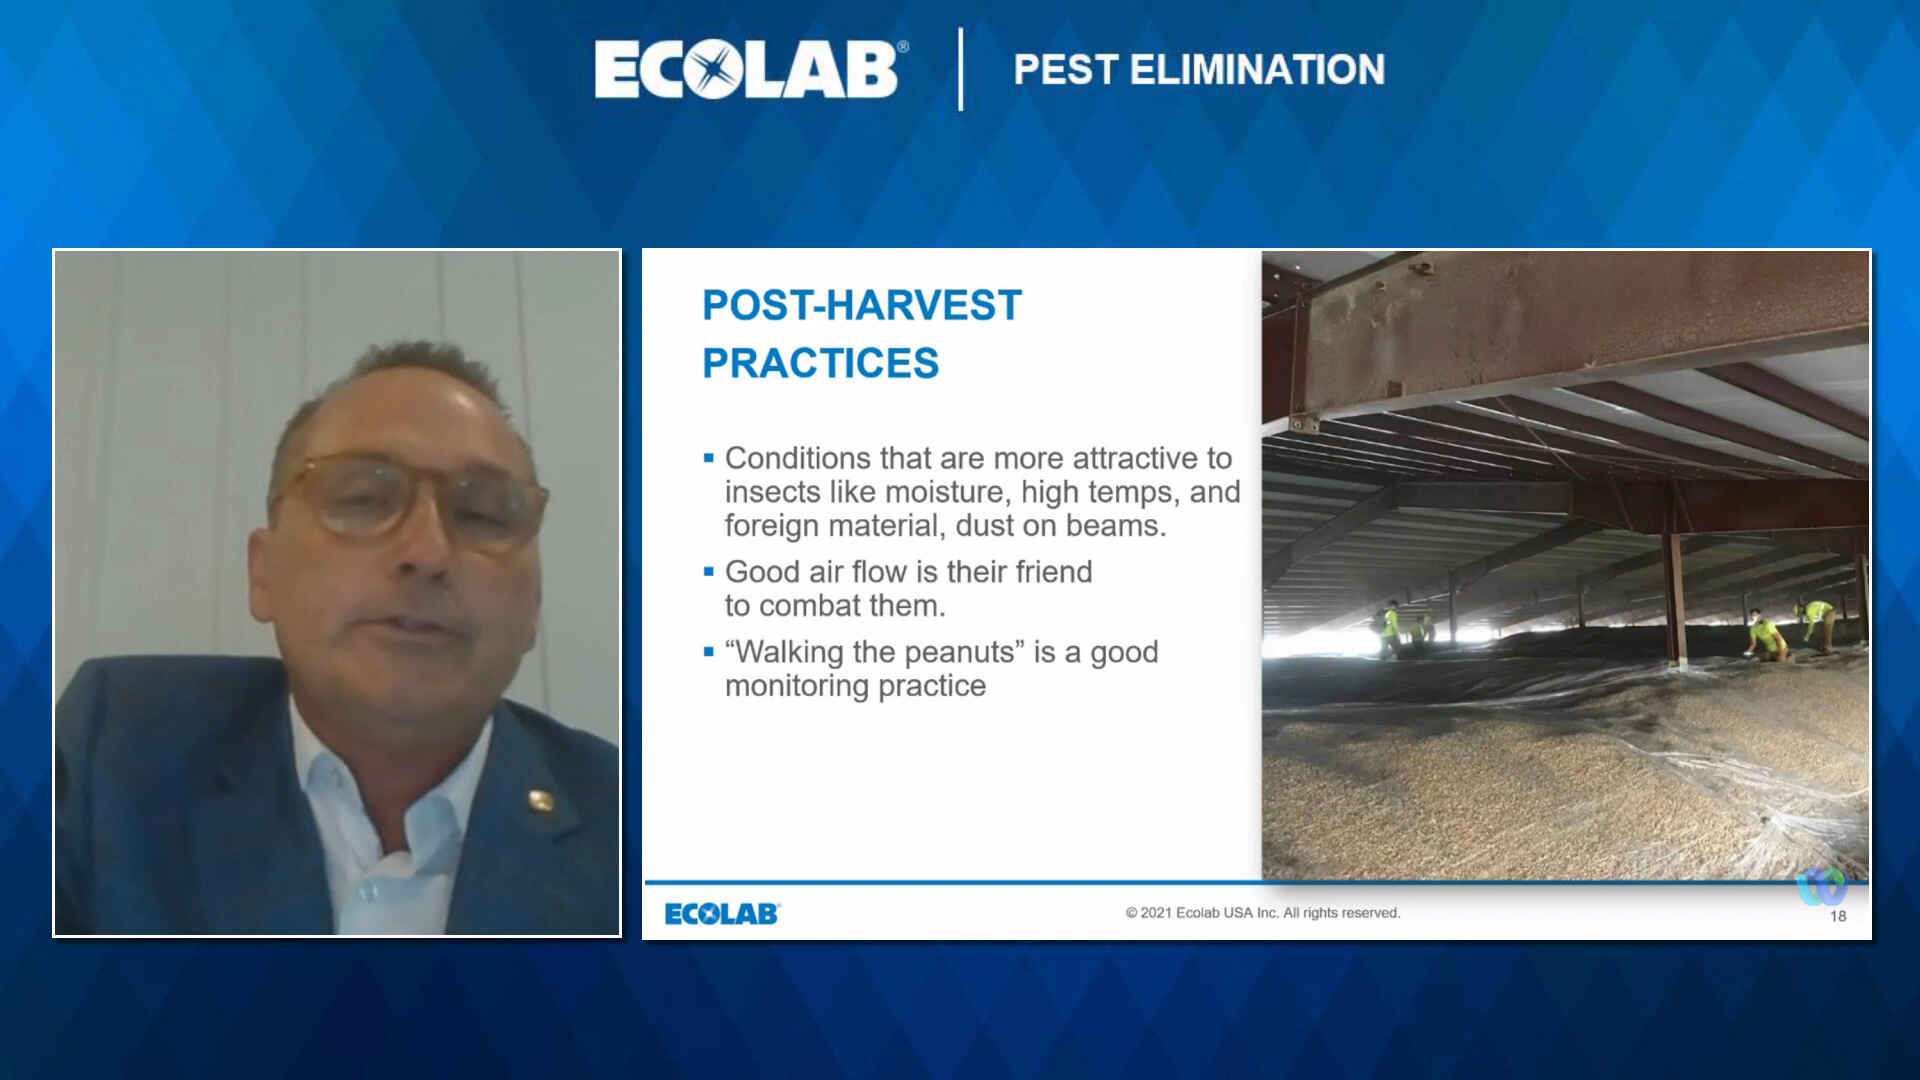 ECOLAB®
PEST ELIMINATION
POST-HARVEST
PRACTICES
▪ Conditions that are more attractive to
insects like moisture, high temps, and
foreign material, dust on beams.
▪ Good air flow is their friend
to combat them.
▪ “Walking the peanuts” is a good
monitoring practice
ECOLAB®
© 2021 Ecolab USA Inc. All rights reserved.
18